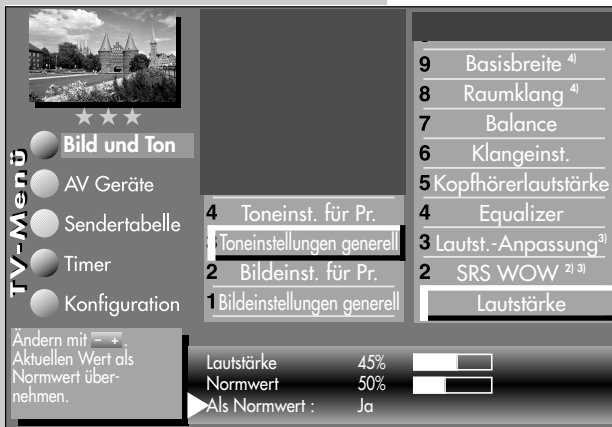 TV-Menü
Bild und Ton
AV Geräte
Sendertabelle
Timer
Konfiguration
4 Toneinst. für Pr.
3 Toneinstellungen generell
2 Bildeinst. für Pr.
1 Bildeinstellungen generell
9 Basisbreite 4)
8 Raumklang 4)
7 Balance
6 Klangeinst.
5 Kopfhörerlautstärke
4 Equalizer
3 Lautst.-Anpassung3)
2 SRS WOW 2) 3)
Lautstärke
Ändern mit - + .
Aktuellen Wert als
Normwert über-
nehmen.
Lautstärke 45%
Normwert 50%
Als Normwert : Ja